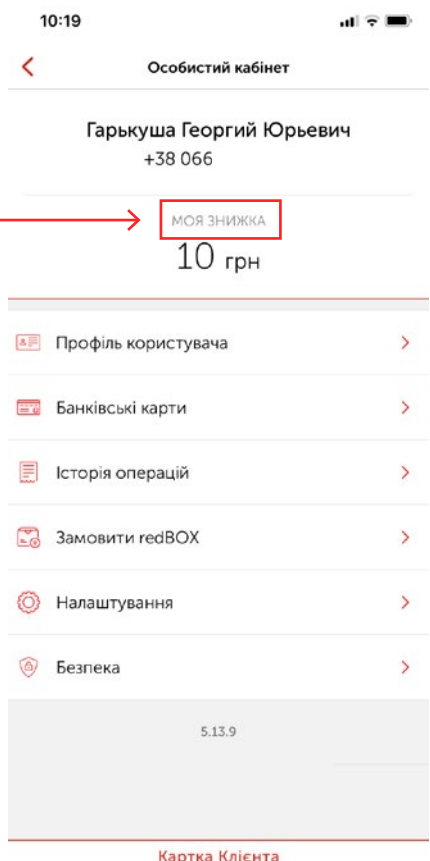 10:19
Особистий кабінет
Гарькуша Георгий Юрьевич
+38 066
МОЯ ЗНИЖКА
10 грн
Профіль користувача
Банківські карти
Історія операцій
Замовити redBOX
Налаштування
Безпека
5.13.9
Картка Клієнта